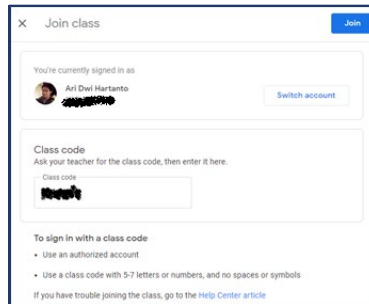 Join class
Join
You're currently signed in as
Ari Dwi Hartanto
Switch account
Class code
Ask your teacher for the class code, then enter it here.
Class code
To sign in with a class code
• Use an authorized account
• Use a class code with 5-7 letters or numbers, and no spaces or symbols
If you have trouble joining the class, go to the Help Center article